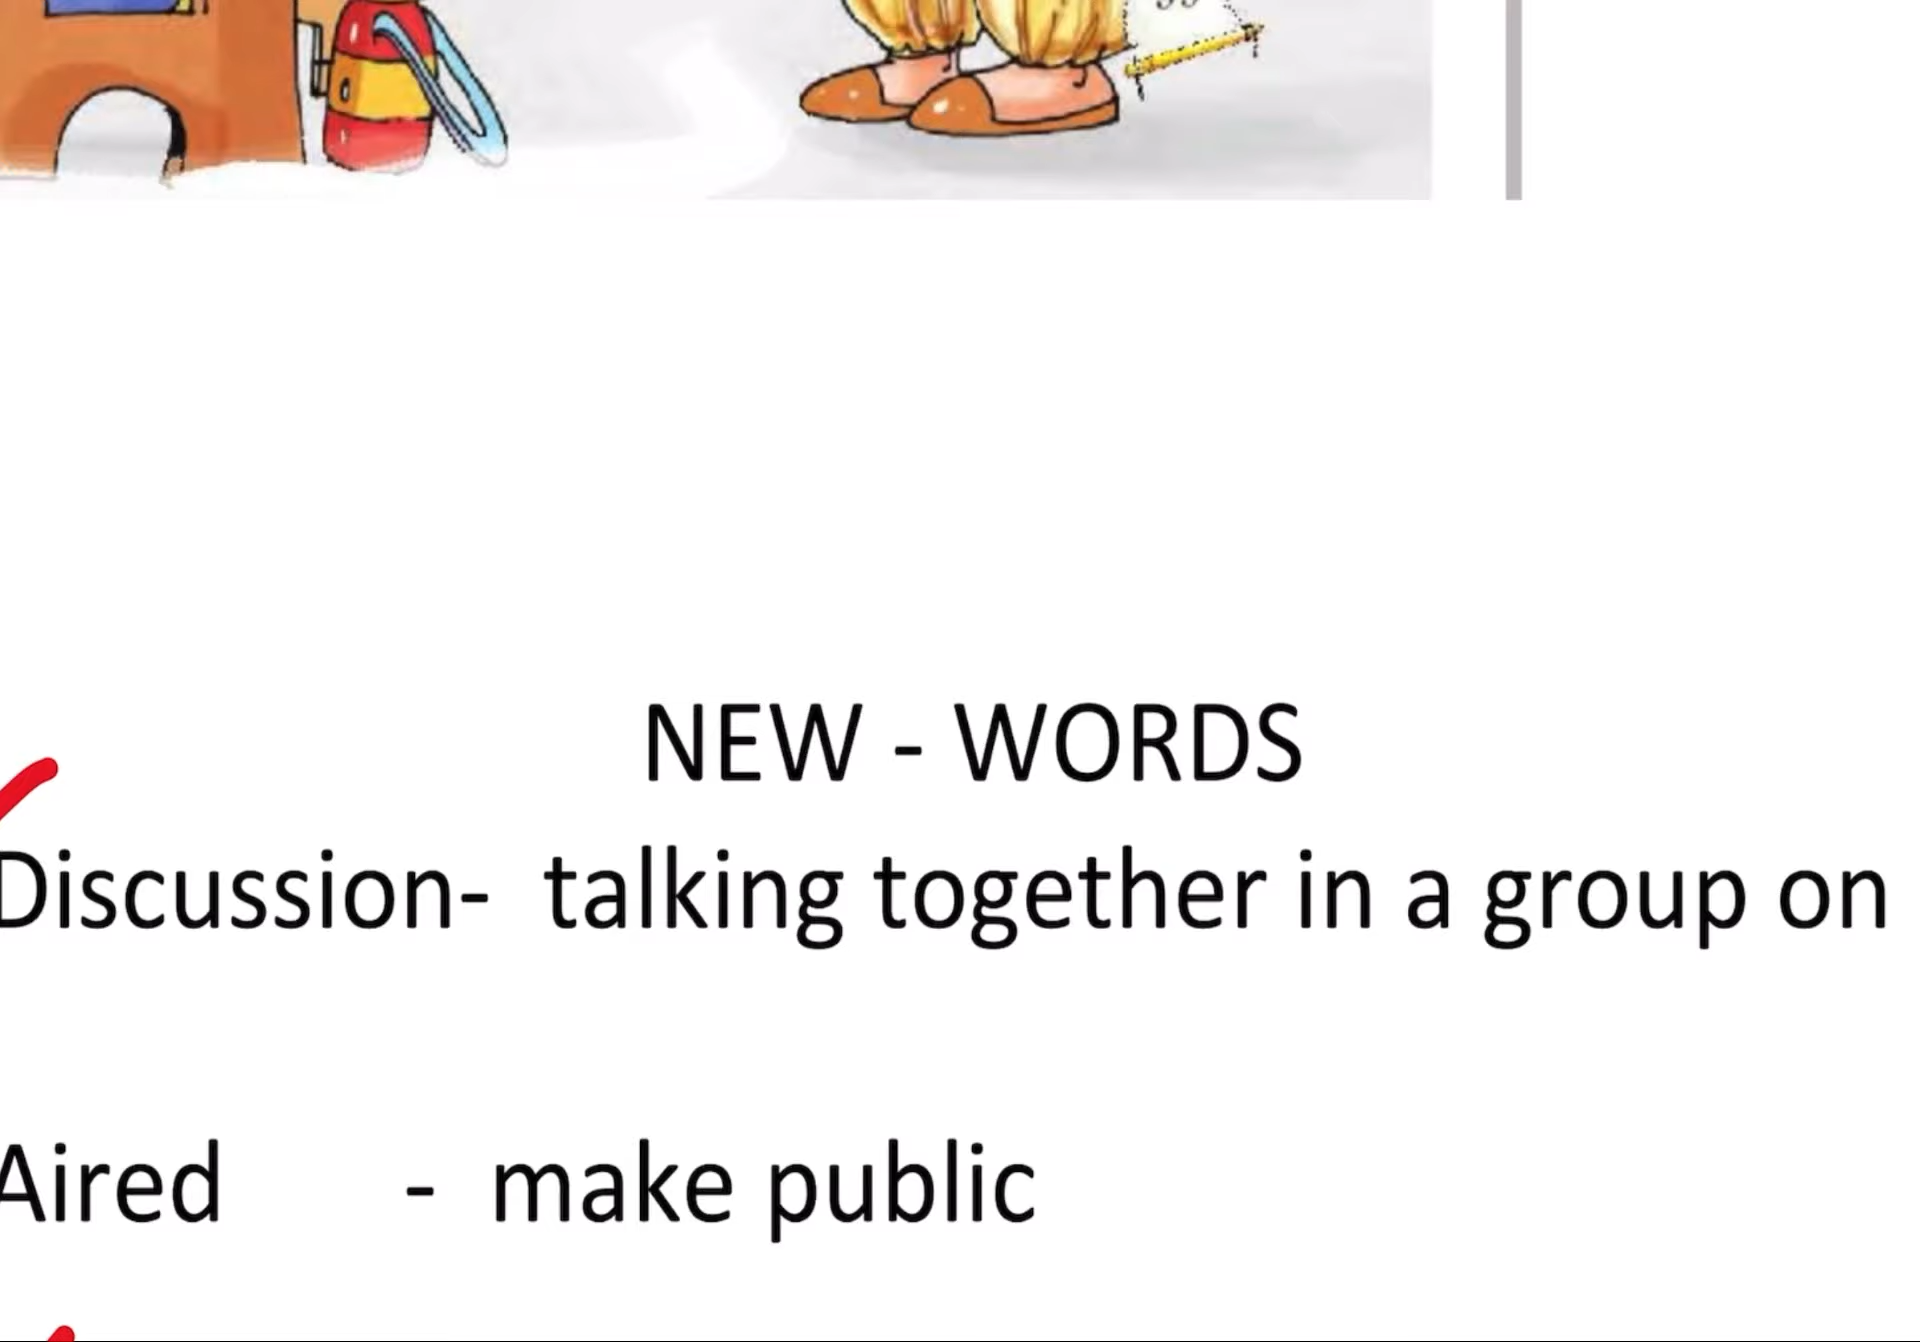 NEW - WORDS
Discussion- talking together in a group on
Aired - make public